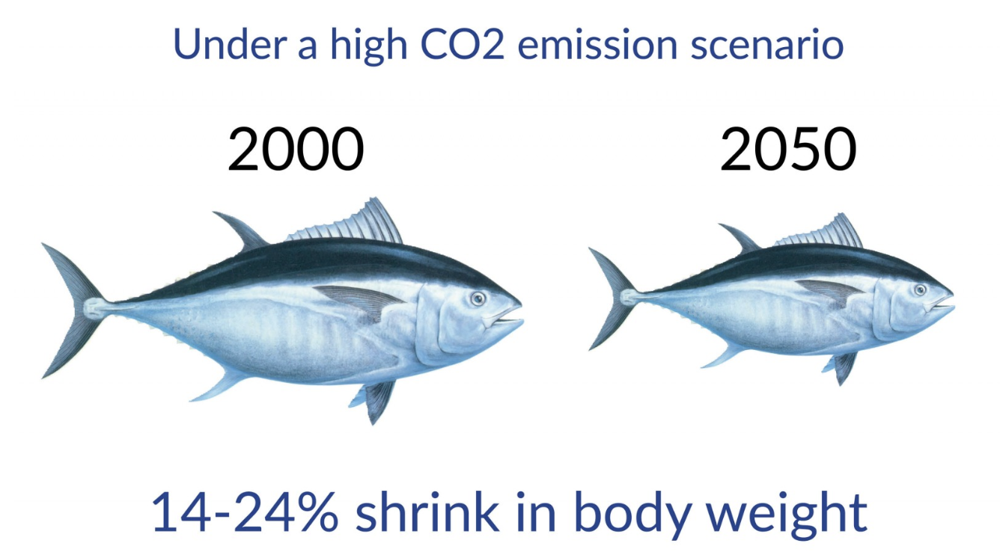 Under a high CO2 emission scenario
2000
2050
14-24% shrink in body weight